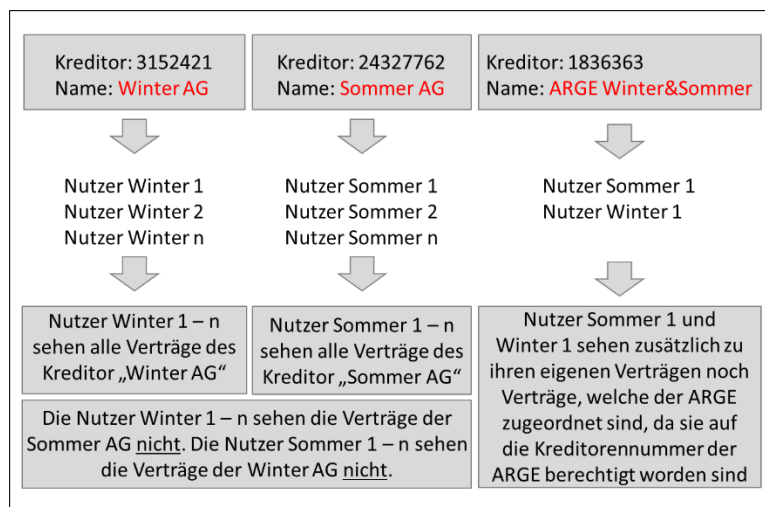 Kreditor: 3152421
Name: Winter AG
Kreditor: 24327762
Name: Sommer AG
Kreditor: 1836363
Name: ARGE Winter&Sommer
Nutzer Winter 1
Nutzer Winter 2
Nutzer Winter n
Nutzer Sommer 1
Nutzer Sommer 2
Nutzer Sommer n
Nutzer Sommer 1
Nutzer Winter 1
Nutzer Winter 1 – n
sehen alle Verträge des
Kreditor „Winter AG“
Nutzer Sommer 1 – n
sehen alle Verträge des
Kreditor „Sommer AG“
Nutzer Sommer 1 und
Winter 1 sehen zusätzlich zu
ihren eigenen Verträgen noch
Verträge, welche der ARGE
zugeordnet sind, da sie auf
die Kreditorennummer der
ARGE berechtigt worden sind
Die Nutzer Winter 1 – n sehen die Verträge der
Sommer AG nicht. Die Nutzer Sommer 1 – n sehen
die Verträge der Winter AG nicht.